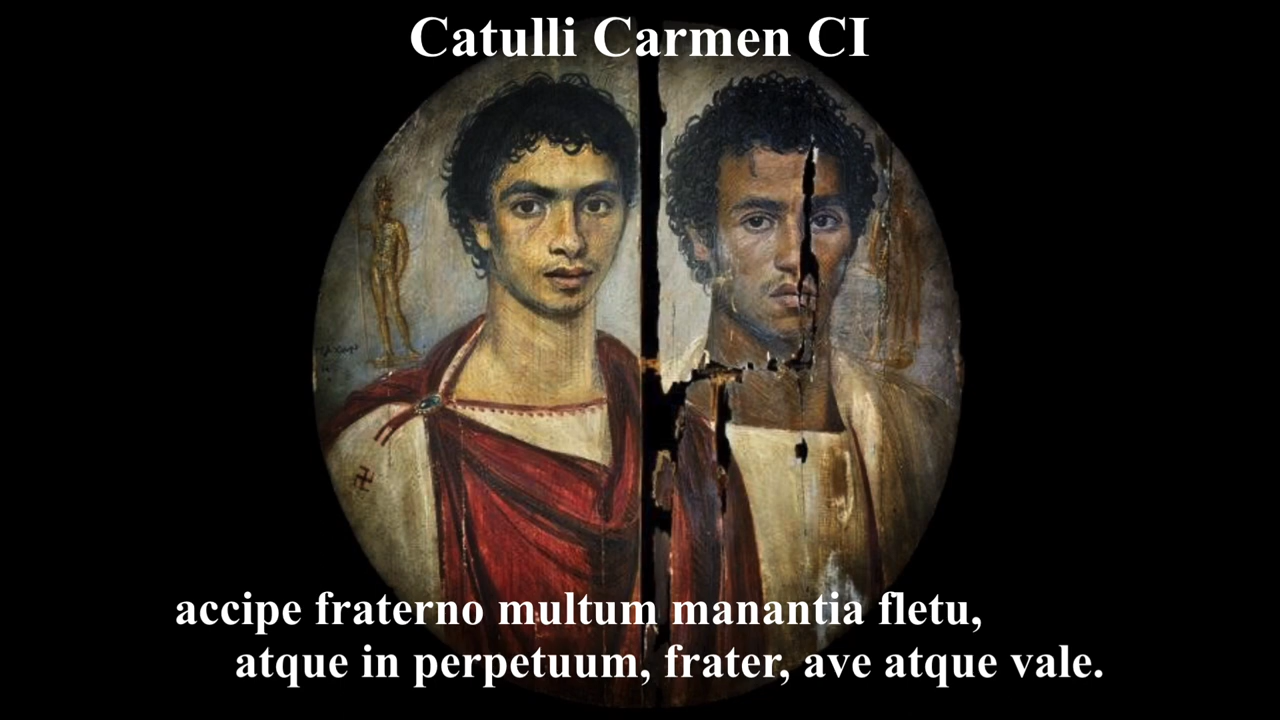 Catulli Carmen CI
accipe fraterno multum manantia fletu,
atque in perpetuum, frater, ave atque vale.